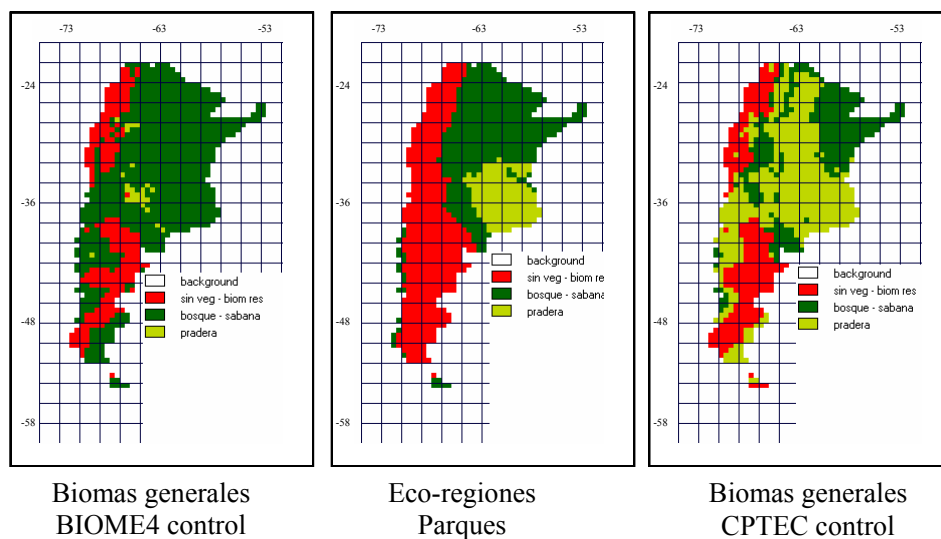 -73 -63 -53
-24
-36
-48
-58
background
sin veg - biom res
bosque - sabana
pradera
Biomas generales
BIOME4 control
-73 -63 -53
-24
-36
-48
-58
background
sin veg - biom res
bosque - sabana
pradera
Eco-regiones
Parques
-73 -63 -53
-24
-36
-48
-58
background
sin veg - biom res
bosque - sabana
pradera
Biomas generales
CPTEC control